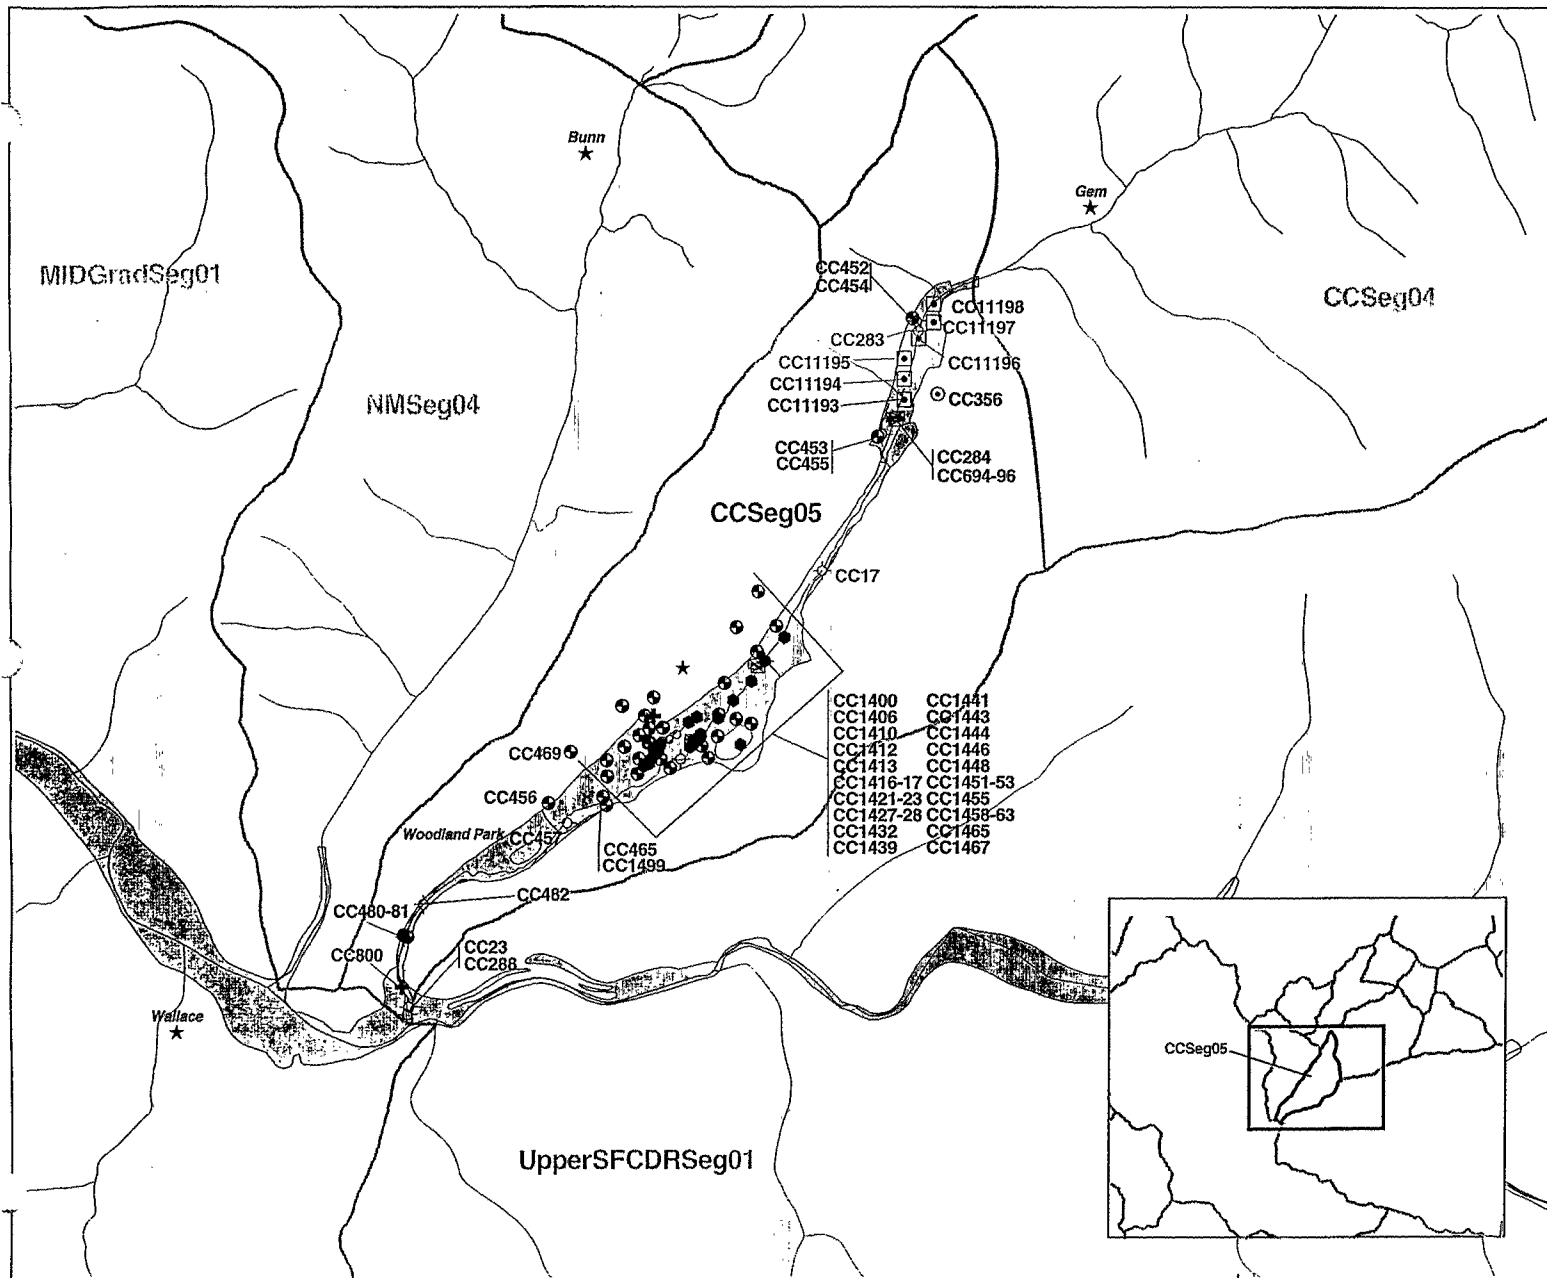 Bunn
Gem
MIDGradSeg01
CC452
CC454
CCSeg04
CC11198
CC11197
CC283
CC11195
CC11196
CC11194
NMSeg04
CC11193
CC356
CC453
CC455
CC284
CC694-96
CCSeg05
CC17
CC1400 CC1441
CC1406 CC1443
CC1410 CC1444
CC1412 CC1446
CC1413 CC1448
CC1416-17 CC1451-53
CC1421-23 CC1455
CC1427-28 CC1458-63
CC1432 CC1465
CC1439 CC1467
CC469
CC456
Woodland Park
CC457
CC465
CC1499
CC482
CC480-81
CC800
CC23
CC288
Wallace
CCSeg05
UpperSFCDRSeg01